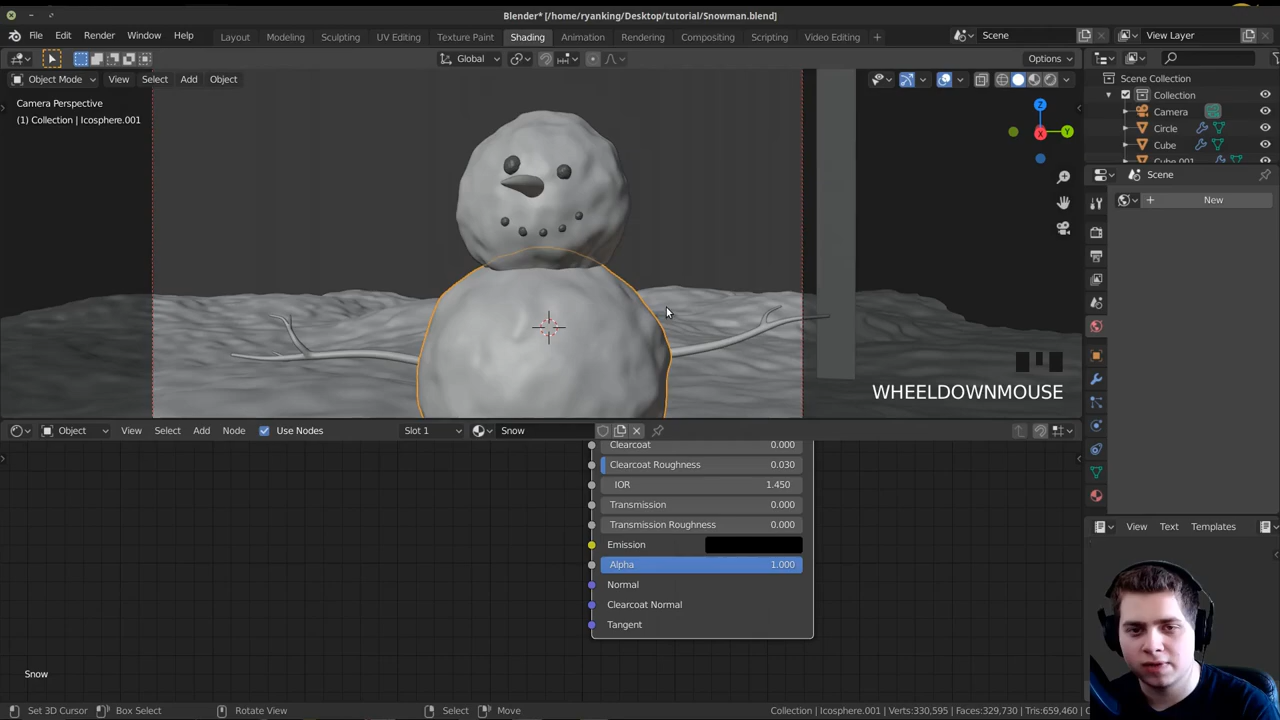 Blender* [/home/ryanking/Desktop/tutorial/Snowman.blend]
File Edit Render Window Help Layout Modeling Sculpting UV Editing Texture Paint Shading Animation Rendering Compositing Scripting Video Editing Scene View Layer
Global Options
Object Mode View Select Add Object
Camera Perspective
(1) Collection | Icosphere.001
Z
Y
X
Scene Collection
Collection
Camera
Circle
Cube
Cube.001
Scene
New
WHEELDOWNMOUSE
Object View Select Add Node Use Nodes Slot 1 Snow
Clearcoat 0.000
Clearcoat Roughness 0.030
IOR 1.450
Transmission 0.000
Transmission Roughness 0.000
Emission
Alpha 1.000
Normal
Clearcoat Normal
Tangent
Snow
View Text Templates
Set 3D Cursor Box Select Rotate View Select Move Collection | Icosphere.001 | Verts:330,595 | Faces:329,730 | Tris:659,460 |